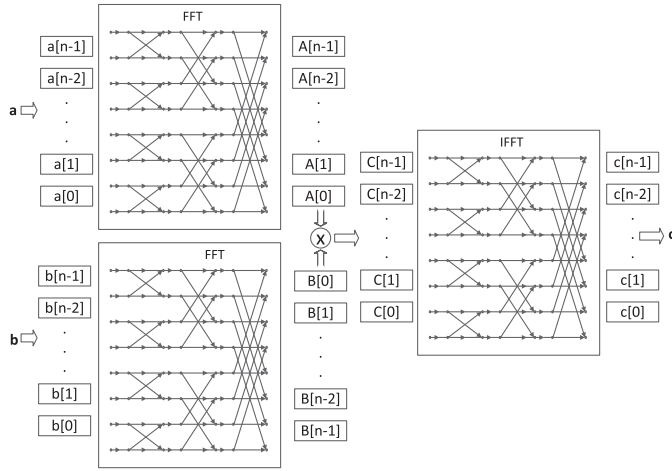 FFT
a[n-1]
a[n-2]
.
.
.
a[1]
a[0]
a
A[n-1]
A[n-2]
.
.
.
A[1]
A[0]
X
FFT
b[n-1]
b[n-2]
.
.
.
b[1]
b[0]
b
B[0]
B[1]
.
.
.
B[n-2]
B[n-1]
C[n-1]
C[n-2]
.
.
.
C[1]
C[0]
IFFT
c[n-1]
c[n-2]
.
.
.
c[1]
c[0]